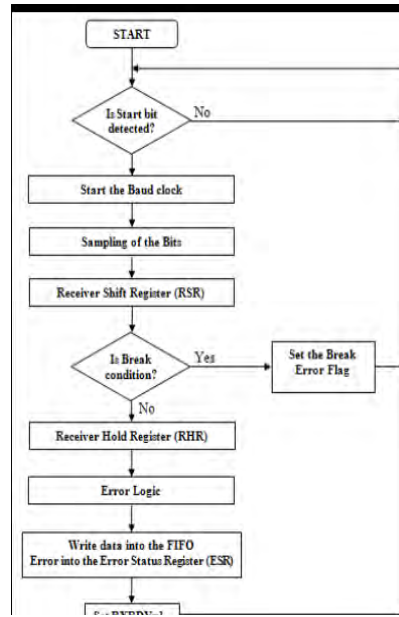 START
Is Start bit
detected?
No
Start the Baud clock
Sampling of the Bits
Receiver Shift Register (RSR)
Is Break
condition?
Yes
Set the Break
Error Flag
No
Receiver Hold Register (RHR)
Error Logic
Write data into the FIFO
Error into the Error Status Register (ESR)